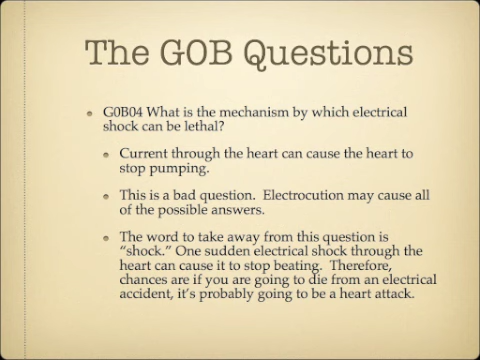 The GOB Questions
G0B04 What is the mechanism by which electrical
shock can be lethal?
Current through the heart can cause the heart to
stop pumping.
This is a bad question. Electrocution may cause all
of the possible answers.
The word to take away from this question is
“shock.” One sudden electrical shock through the
heart can cause it to stop beating. Therefore,
chances are if you are going to die from an electrical
accident, it’s probably going to be a heart attack.